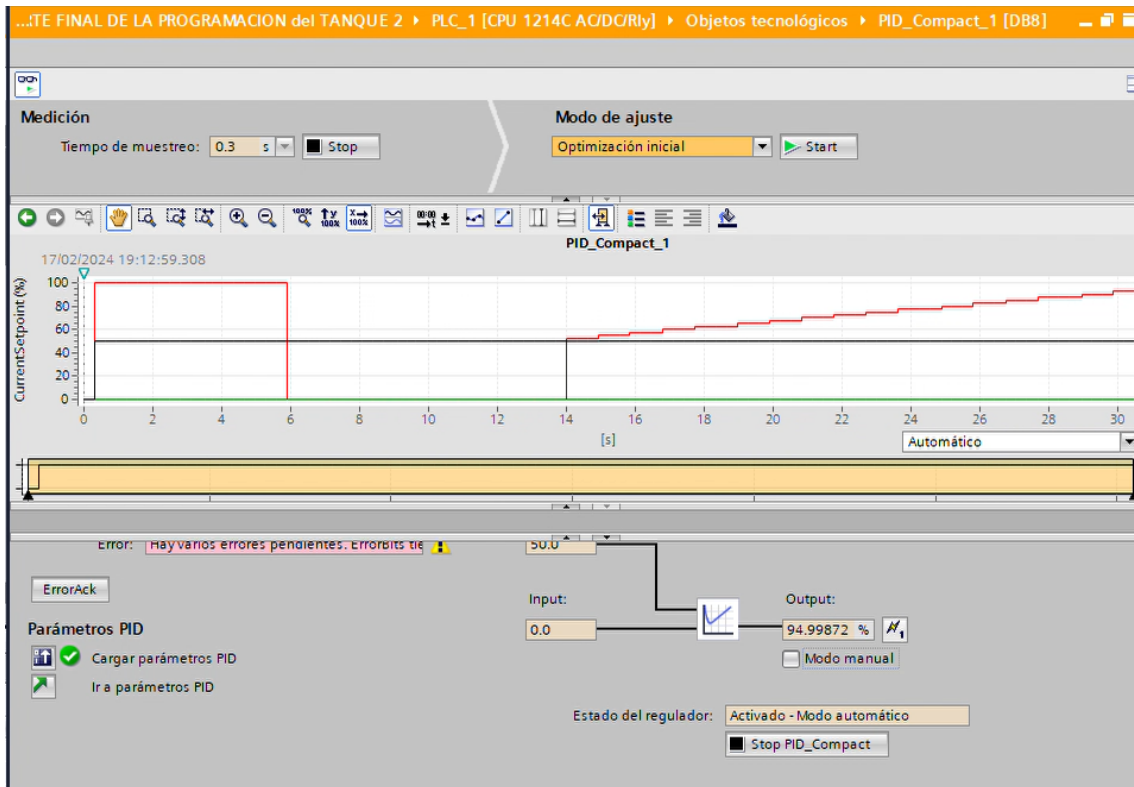 ...:ITE FINAL DE LA PROGRAMACION del TANQUE 2 ▸ PLC_1 [CPU 1214C AC/DC/Rly] ▸ Objetos tecnológicos ▸ PID_Compact_1 [DB8]
Medición
Modo de ajuste
Tiempo de muestreo: 0.3 s Stop
Optimización inicial Start
PID_Compact_1
17/02/2024 19:12:59.308
CurrentSetpoint (%)
100
80
60
40
20
0
0 2 4 6 8 10 12 14 16 18 20 22 24 26 28 30
[s]
Automático
Error: Hay varios errores pendientes. ErrorBits tie
50.0
ErrorAck
Input: Output:
Parámetros PID
0.0 94.99872 %
Cargar parámetros PID
Modo manual
Ir a parámetros PID
Estado del regulador: Activado - Modo automático
Stop PID_Compact